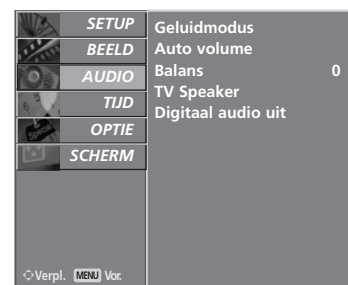 SETUP
BEELD
AUDIO
TIJD
OPTIE
SCHERM
Geluidmodus
Auto volume
Balans 0
TV Speaker
Digitaal audio uit
Verpl. MENU Vor.